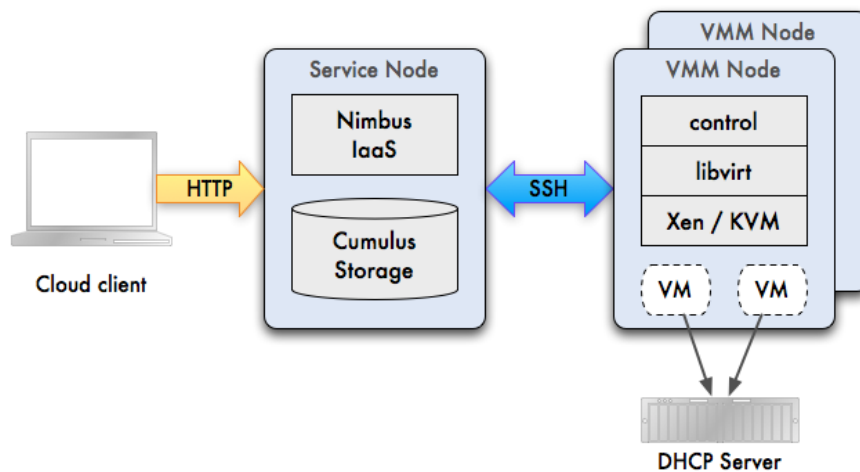 VMM Node
Service Node
VMM Node
Nimbus
IaaS
control
libvirt
HTTP
SSH
Xen / KVM
Cumulus
Storage
Cloud client
VM
VM
DHCP Server